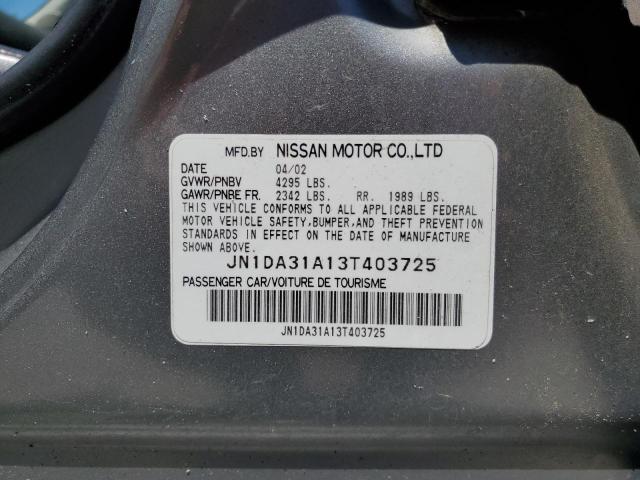 MFD.BY NISSAN MOTOR CO.,LTD
DATE 04/02
GVWR/PNBV 4295 LBS.
GAWR/PNBE FR. 2342 LBS. RR. 1989 LBS.
THIS VEHICLE CONFORMS TO ALL APPLICABLE FEDERAL
MOTOR VEHICLE SAFETY,BUMPER,AND THEFT PREVENTION
STANDARDS IN EFFECT ON THE DATE OF MANUFACTURE
SHOWN ABOVE.
JN1DA31A13T403725
PASSENGER CAR/VOITURE DE TOURISME
JN1DA31A13T403725